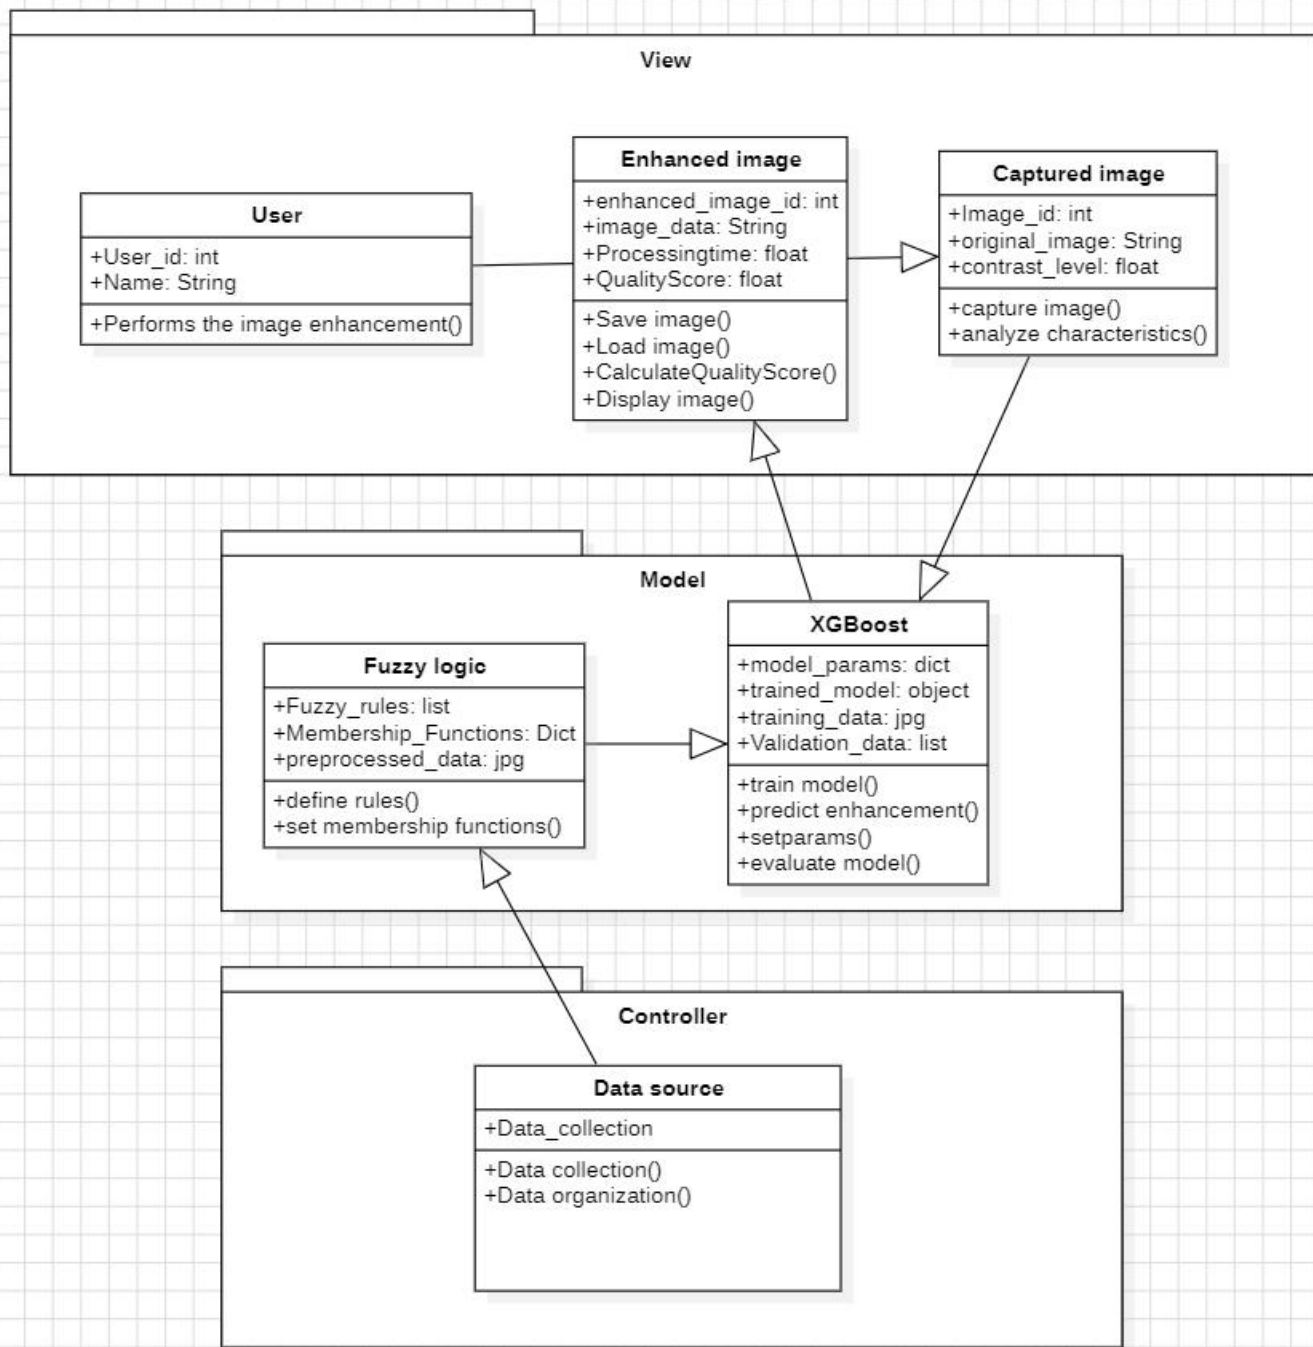 View
User
+User_id: int
+Name: String
+Performs the image enhancement()
Enhanced image
+enhanced_image_id: int
+image_data: String
+Processingtime: float
+QualityScore: float
+Save image()
+Load image()
+CalculateQualityScore()
+Display image()
Captured image
+Image_id: int
+original_image: String
+contrast_level: float
+capture image()
+analyze characteristics()
Model
Fuzzy logic
+Fuzzy_rules: list
+Membership_Functions: Dict
+preprocessed_data: jpg
+define rules()
+set membership functions()
XGBoost
+model_params: dict
+trained_model: object
+training_data: jpg
+Validation_data: list
+train model()
+predict enhancement()
+setparams()
+evaluate model()
Controller
Data source
+Data_collection
+Data collection()
+Data organization()